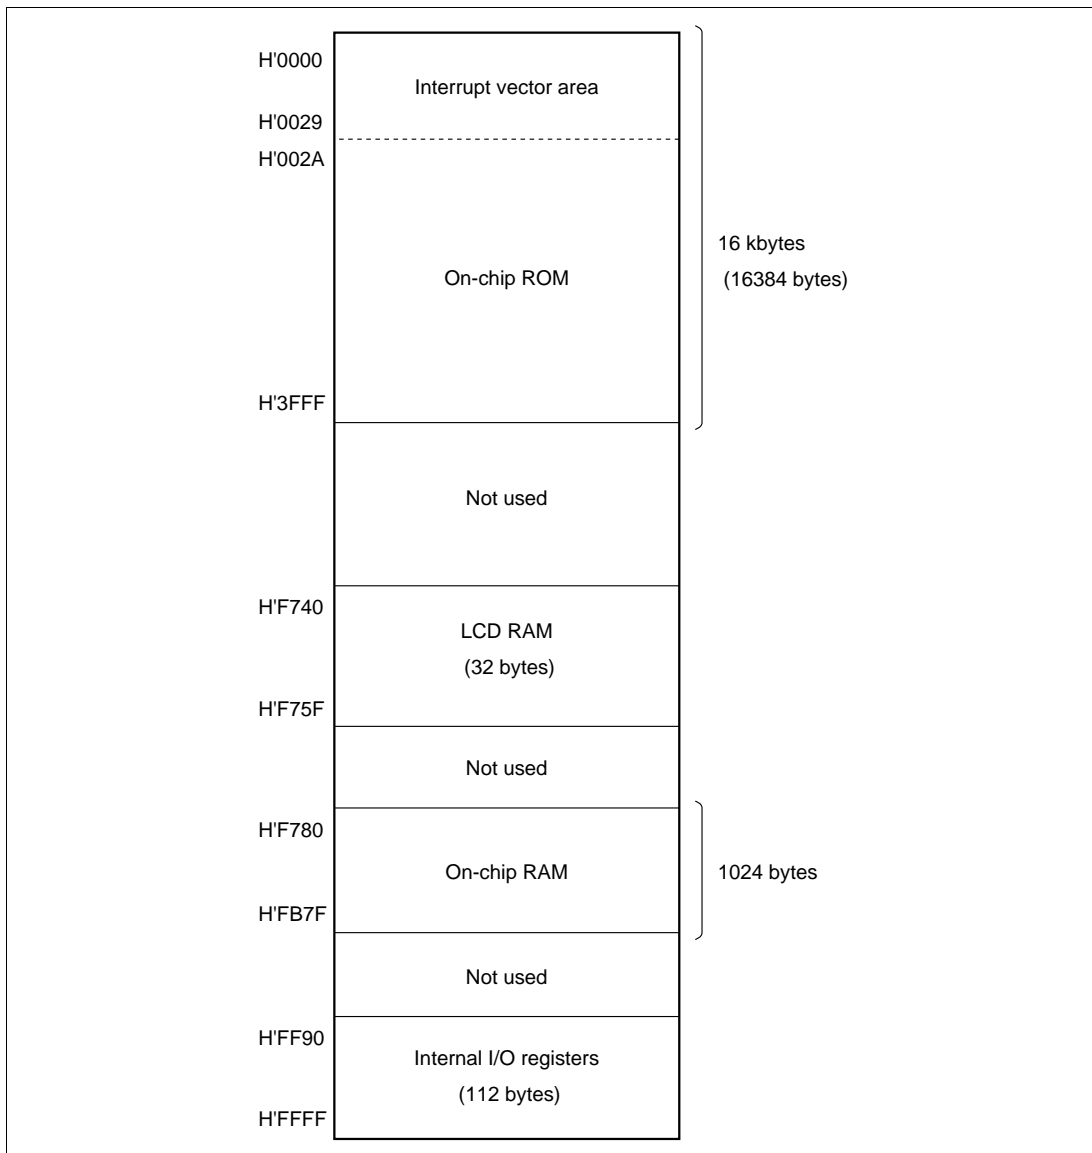 H'0000
Interrupt vector area
H'0029
H'002A
16 kbytes
On-chip ROM
(16384 bytes)
H'3FFF
Not used
H'F740
LCD RAM
(32 bytes)
H'F75F
Not used
H'F780
On-chip RAM
1024 bytes
H'FB7F
Not used
H'FF90
Internal I/O registers
(112 bytes)
H'FFFF